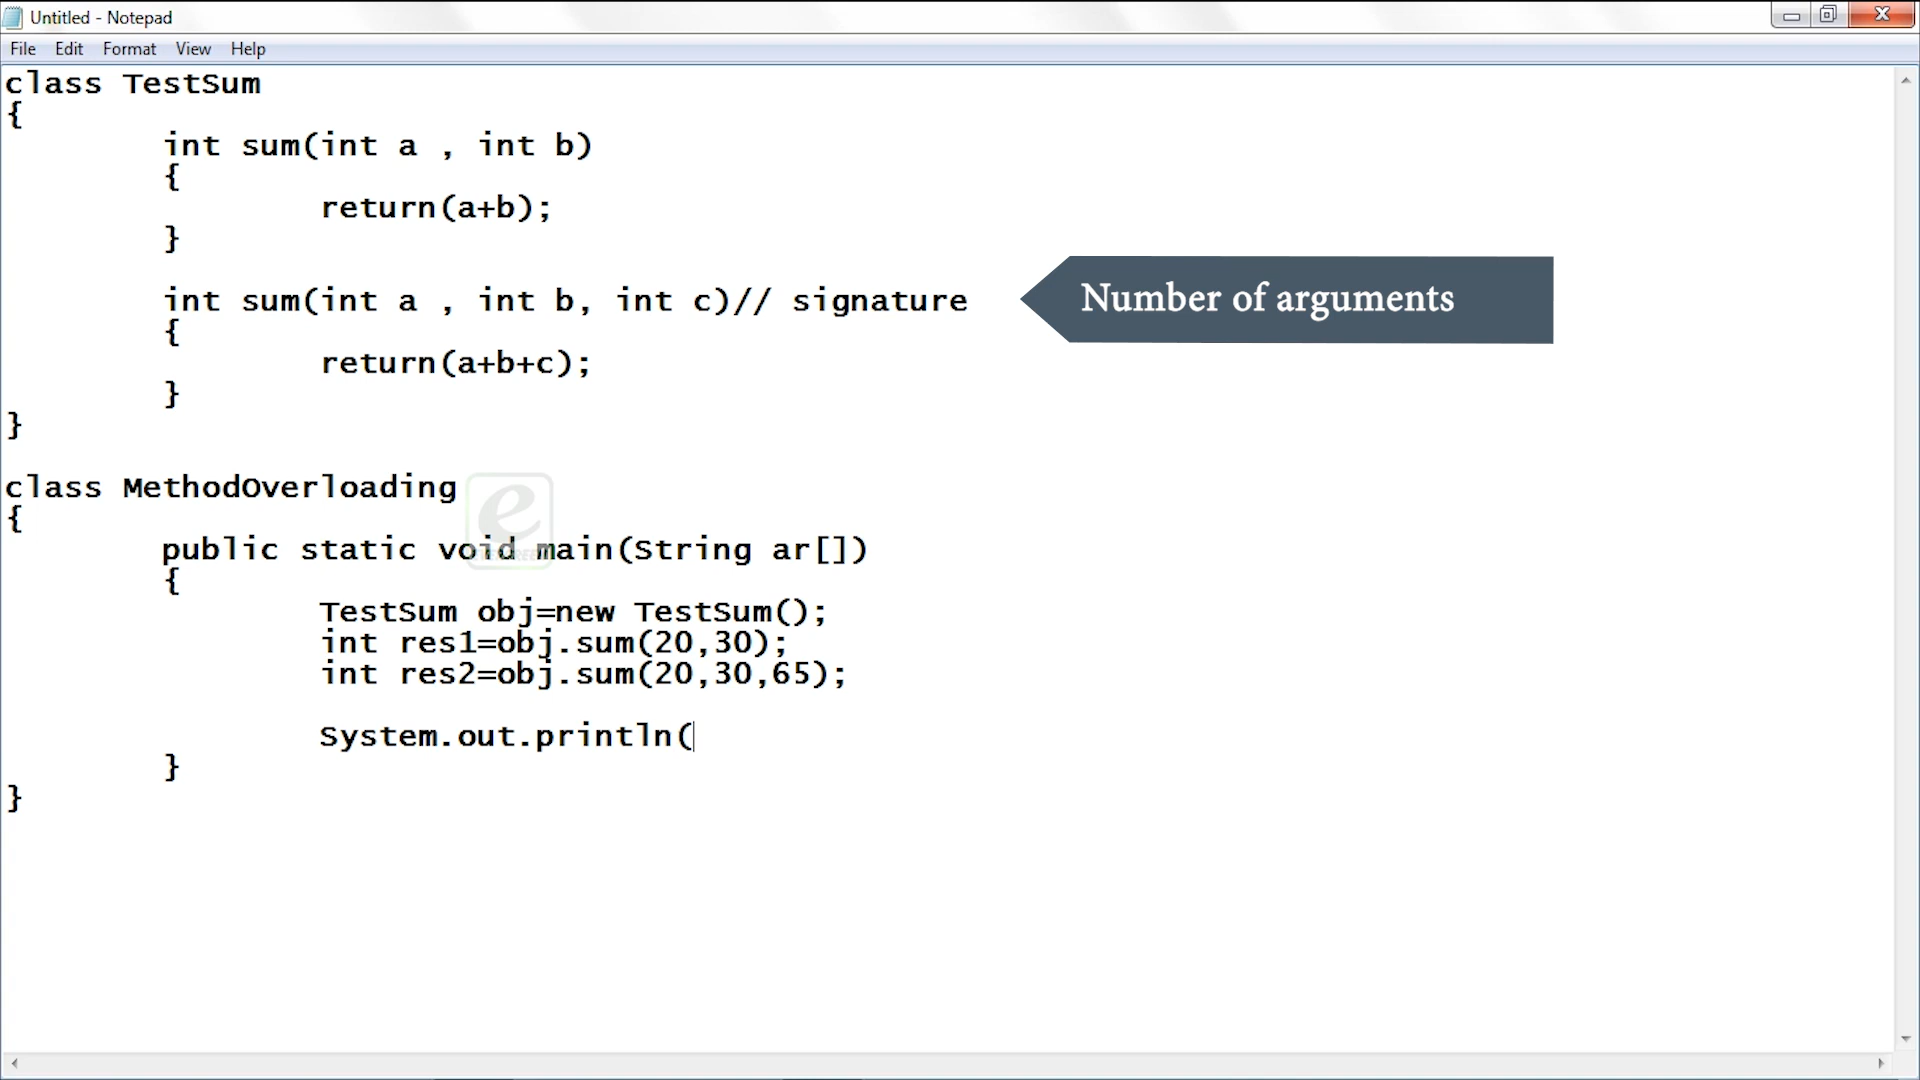 Untitled - Notepad
File Edit Format View Help
class TestSum
{
int sum(int a , int b)
{
return(a+b);
}
int sum(int a , int b, int c)// signature
Number of arguments
{
return(a+b+c);
}
}
class MethodOverloading
{
public static void main(String ar[])
{
TestSum obj=new TestSum();
int res1=obj.sum(20,30);
int res2=obj.sum(20,30,65);
System.out.println(
}
}